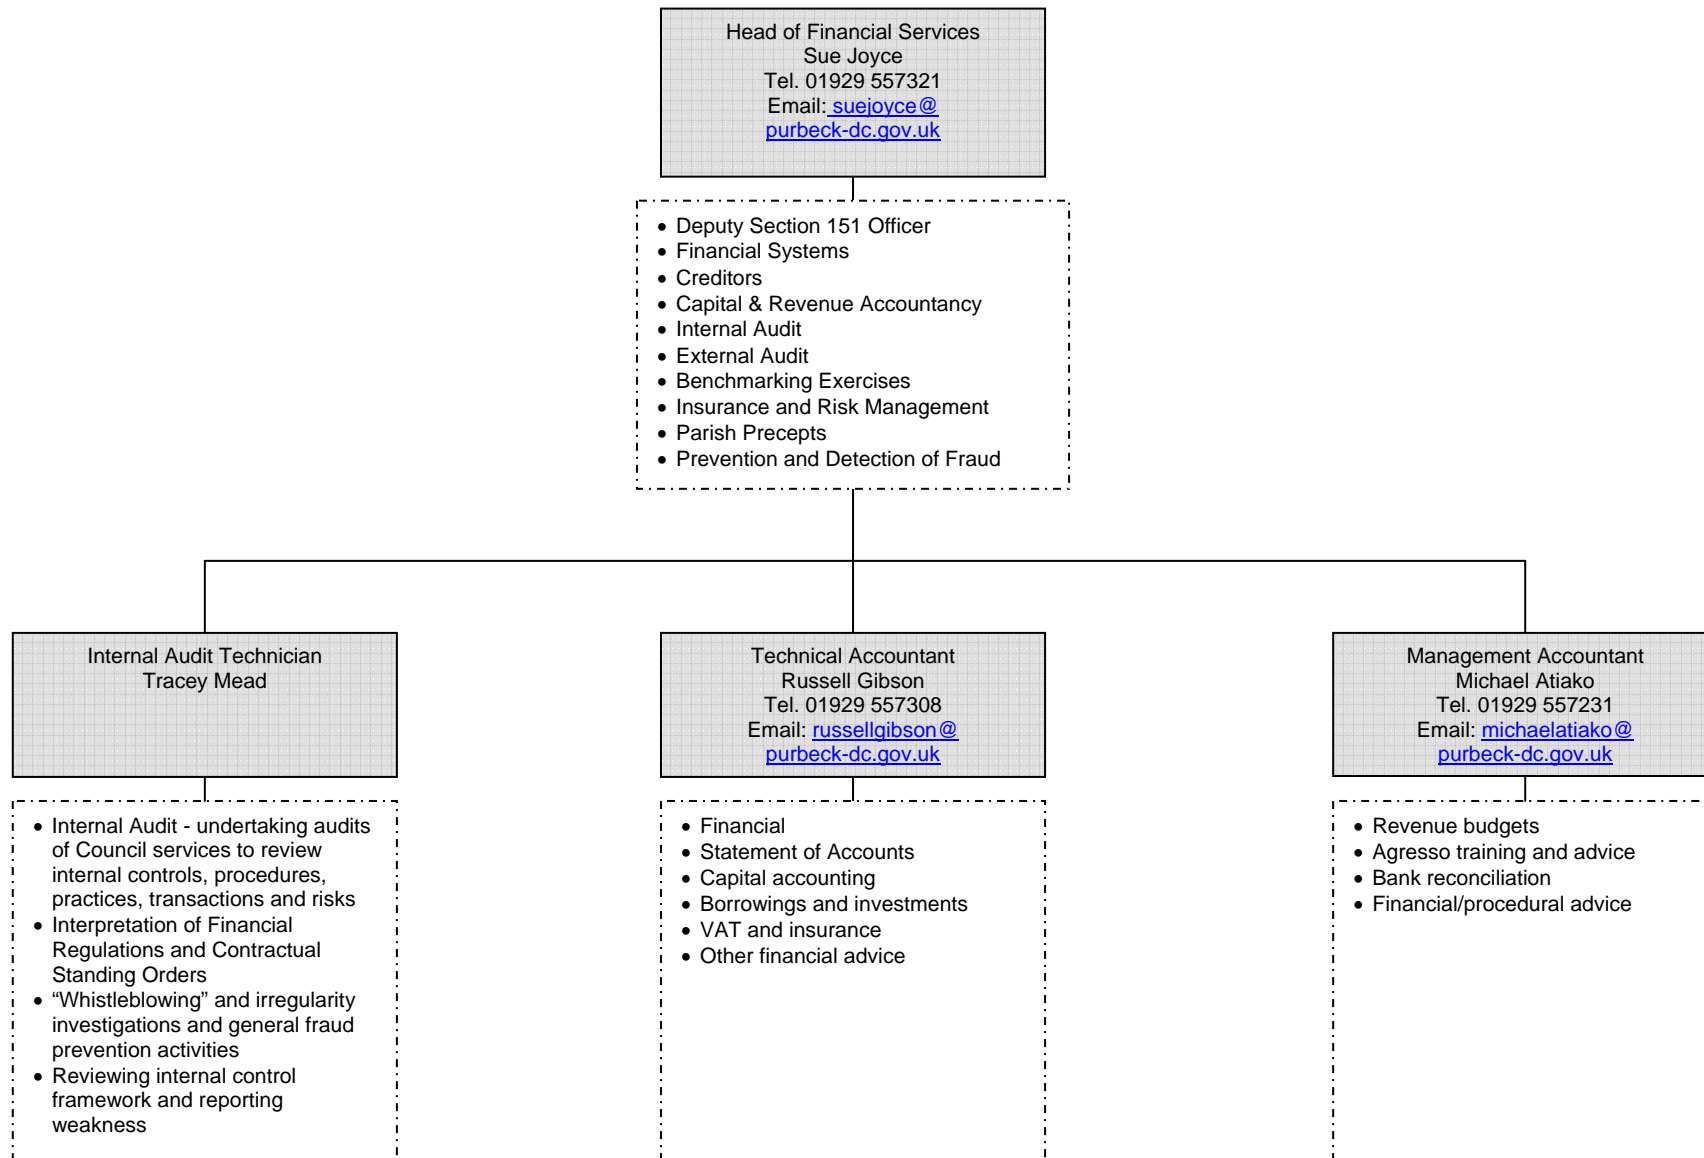 Head of Financial Services
Sue Joyce
Tel. 01929 557321
Email: suejoyce@
purbeck-dc.gov.uk
• Deputy Section 151 Officer
• Financial Systems
• Creditors
• Capital & Revenue Accountancy
• Internal Audit
• External Audit
• Benchmarking Exercises
• Insurance and Risk Management
• Parish Precepts
• Prevention and Detection of Fraud
Internal Audit Technician
Tracey Mead
• Internal Audit - undertaking audits
of Council services to review
internal controls, procedures,
practices, transactions and risks
• Interpretation of Financial
Regulations and Contractual
Standing Orders
• “Whistleblowing” and irregularity
investigations and general fraud
prevention activities
• Reviewing internal control
framework and reporting
weakness
Technical Accountant
Russell Gibson
Tel. 01929 557308
Email: russellgibson@
purbeck-dc.gov.uk
• Financial
• Statement of Accounts
• Capital accounting
• Borrowings and investments
• VAT and insurance
• Other financial advice
Management Accountant
Michael Atiako
Tel. 01929 557231
Email: michaelatiako@
purbeck-dc.gov.uk
• Revenue budgets
• Agresso training and advice
• Bank reconciliation
• Financial/procedural advice